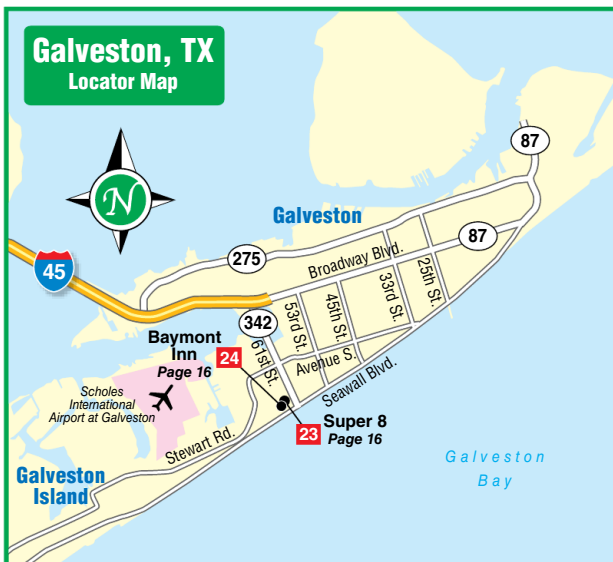 Galveston, TX
Locator Map
N
87
Galveston
87
275
Broadway Blvd.
45
25th St.
33rd St.
45th St.
53rd St.
342
61st St.
Baymont
Inn
Page 16
24
Avenue S.
Seawall Blvd.
Scholes
International
Airport at Galveston
Super 8
Page 16
23
Stewart Rd.
Galveston
Bay
Galveston
Island